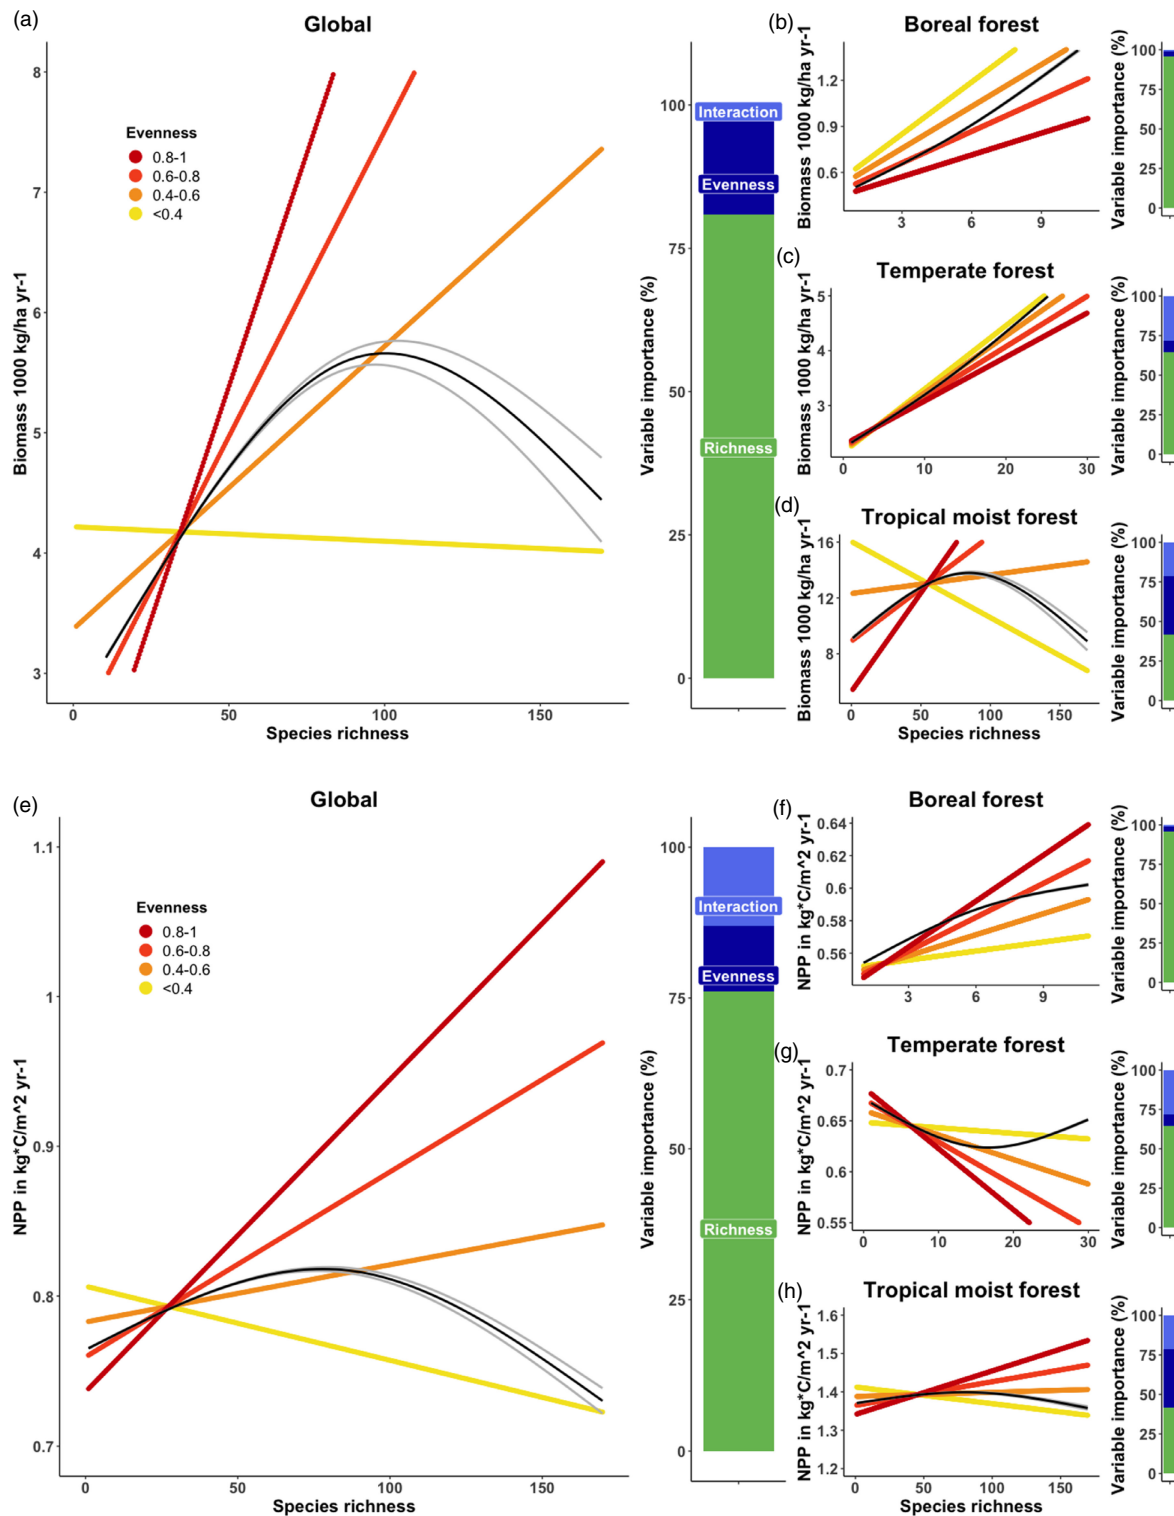 (a)
Global
Biomass 1000 kg/ha yr-1
8
7
6
5
4
3
Evenness
0.8-1
0.6-0.8
0.4-0.6
<0.4
0 50 100 150
Species richness
Variable importance (%)
100
75
50
25
0
Interaction
Evenness
Richness
(b)
Boreal forest
Biomass 1000 kg/ha yr-1
1.2
0.9
0.6
3 6 9
Variable importance (%)
100
75
50
25
0
(c)
Temperate forest
Biomass 1000 kg/ha yr-1
5
4
3
0 10 20 30
Variable importance (%)
100
75
50
25
0
(d)
Tropical moist forest
Biomass 1000 kg/ha yr-1
16
12
8
0 50 100 150
Species richness
Variable importance (%)
100
75
50
25
0
(e)
Global
NPP in kg*C/m^2 yr-1
1.1
1
0.9
0.8
0.7
Evenness
0.8-1
0.6-0.8
0.4-0.6
<0.4
0 50 100 150
Species richness
Variable importance (%)
100
75
50
25
0
Interaction
Evenness
Richness
(f)
Boreal forest
NPP in kg*C/m^2 yr-1
0.64
0.62
0.6
0.58
0.56
3 6 9
Variable importance (%)
100
75
50
25
0
(g)
Temperate forest
NPP in kg*C/m^2 yr-1
0.7
0.65
0.6
0.55
0 10 20 30
Variable importance (%)
100
75
50
25
0
(h)
Tropical moist forest
NPP in kg*C/m^2 yr-1
1.6
1.5
1.4
1.3
1.2
0 50 100 150
Species richness
Variable importance (%)
100
75
50
25
0